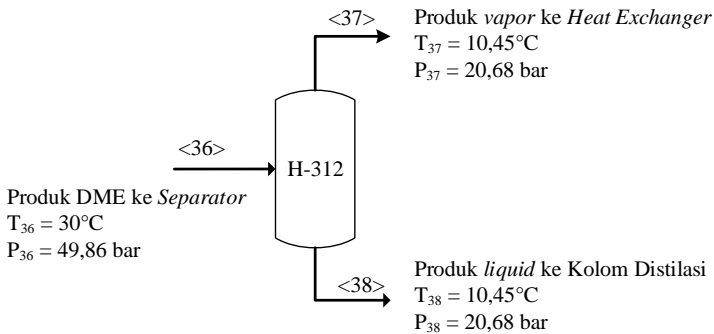 <37>
Produk vapor ke Heat Exchanger
T37 = 10,45°C
P37 = 20,68 bar
<36>
H-312
Produk DME ke Separator
T36 = 30°C
P36 = 49,86 bar
<38>
Produk liquid ke Kolom Distilasi
T38 = 10,45°C
P38 = 20,68 bar